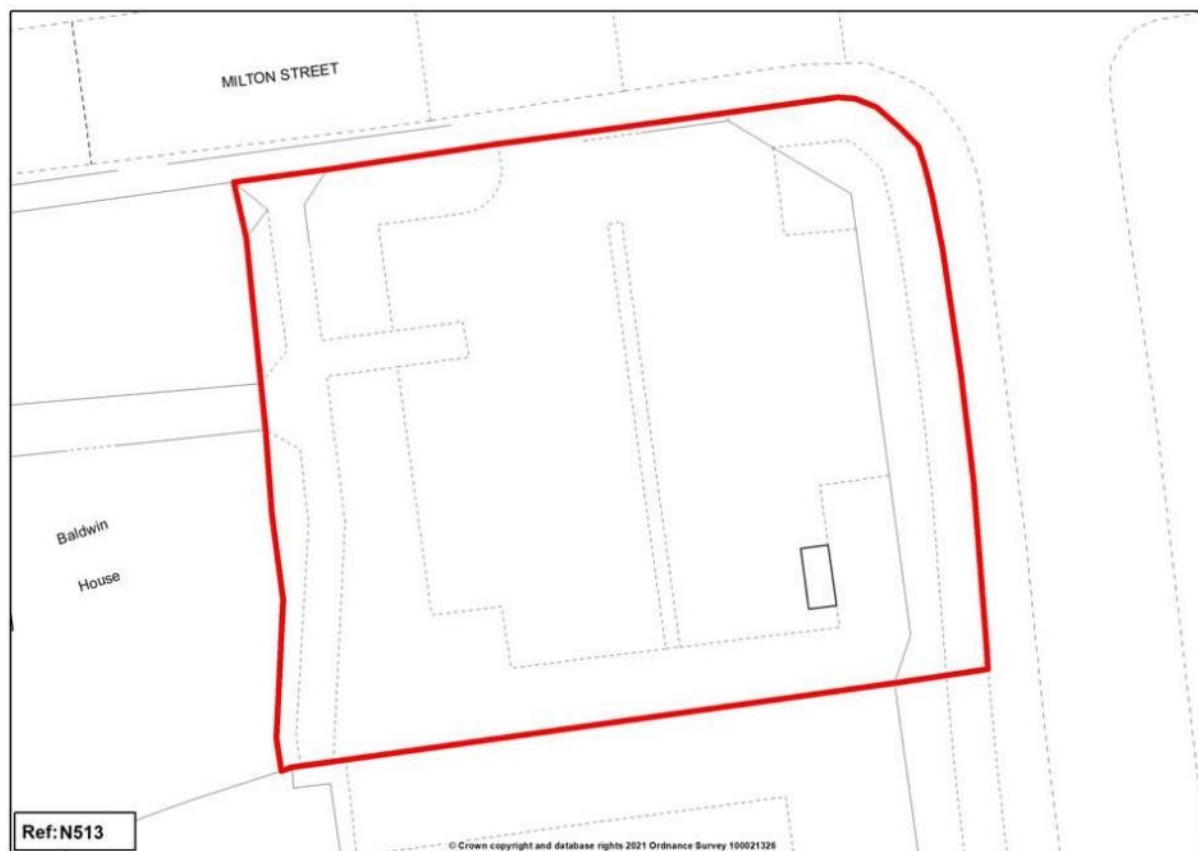 MILTON STREET
Baldwin
House
Ref:N513
© Crown copyright and database rights 2021 Ordnance Survey 100021326